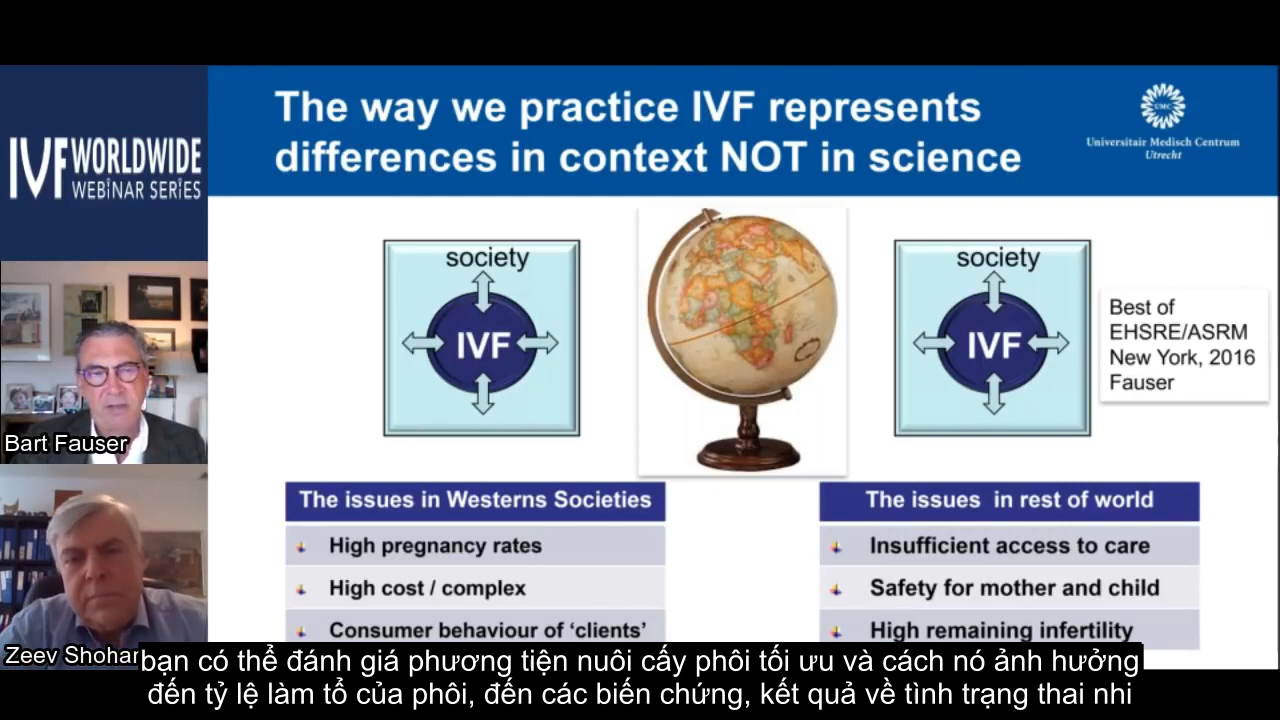 The way we practice IVF represents
differences in context NOT in science
UMC
Universitair Medisch Centrum
Utrecht
IVF WORLDWIDE
WEBINAR SERIES
society
IVF
society
IVF
Best of
EHSRE/ASRM
New York, 2016
Fauser
Bart Fauser
The issues in Westerns Societies
High pregnancy rates
High cost / complex
Consumer behaviour of ‘clients’
The issues in rest of world
Insufficient access to care
Safety for mother and child
High remaining infertility
Zeev Shohar
bạn có thể đánh giá phương tiện nuôi cấy phôi tối ưu và cách nó ảnh hưởng
đến tỷ lệ làm tổ của phôi, đến các biến chứng, kết quả về tình trạng thai nhi